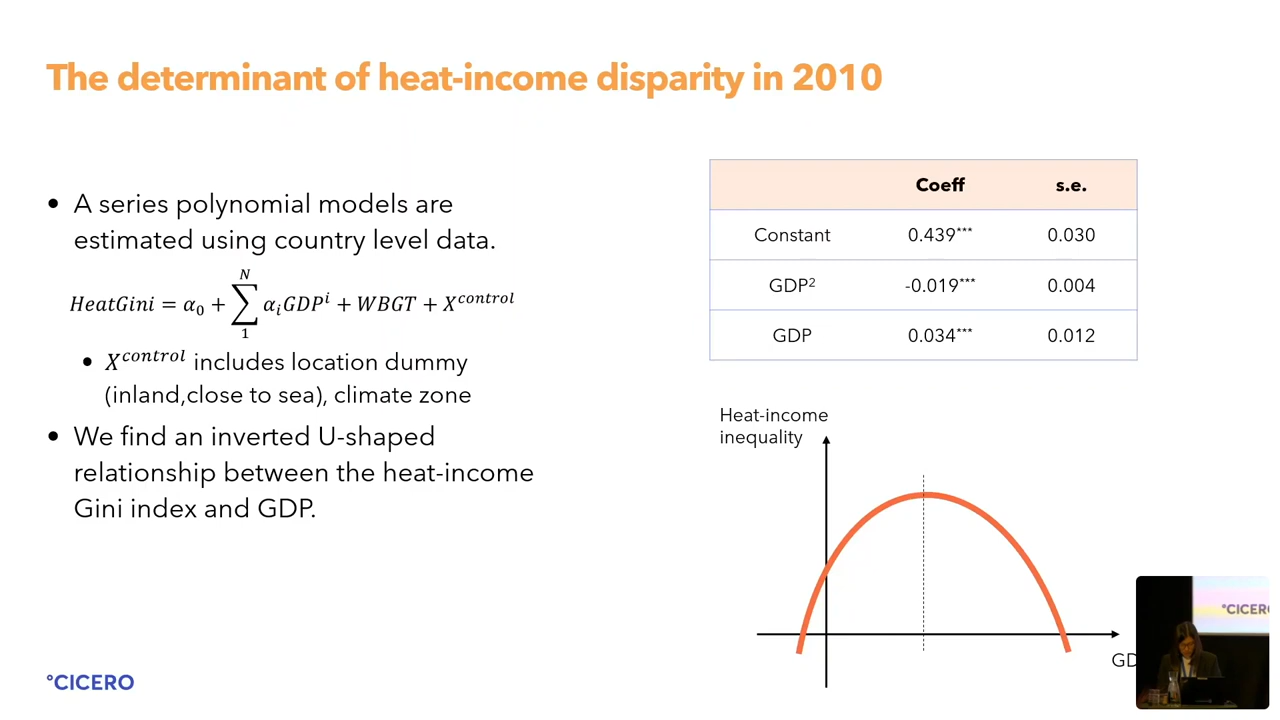 The determinant of heat-income disparity in 2010
• A series polynomial models are
estimated using country level data.
HeatGini = α₀ + ∑₁ᴺ αᵢGDPⁱ + WBGT + X^control
• X^control includes location dummy
(inland,close to sea), climate zone
• We find an inverted U-shaped
relationship between the heat-income
Gini index and GDP.
Coeff s.e.
Constant 0.439*** 0.030
GDP² -0.019*** 0.004
GDP 0.034*** 0.012
Heat-income
inequality
GD
°CICERO
°CICER